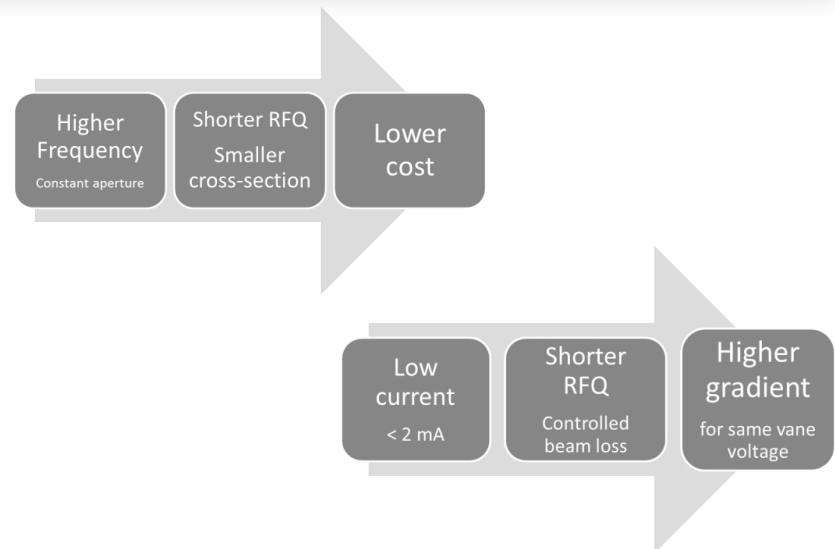 Higher
Frequency
Constant aperture
Shorter RFQ
Smaller
cross-section
Lower
cost
Low
current
< 2 mA
Shorter
RFQ
Controlled
beam loss
Higher
gradient
for same vane
voltage